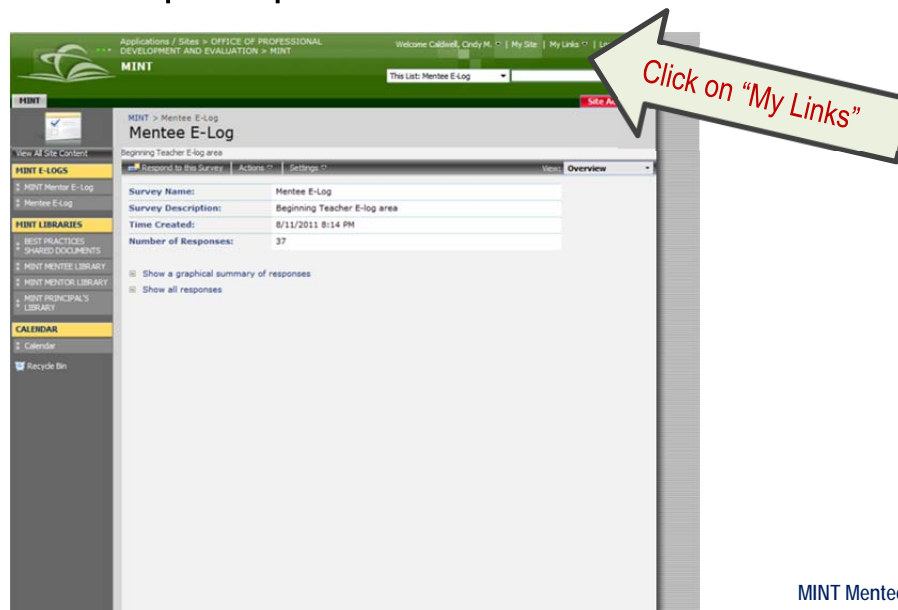 Applications / Sites > OFFICE OF PROFESSIONAL
DEVELOPMENT AND EVALUATION > MINT
MINT
Welcome Caldwell, Cindy M. | My Site | My Links |
This List: Mentee E-Log
Click on “My Links”
MINT
MINT > Mentee E-Log
Mentee E-Log
View All Site Content
Beginning Teacher E-log area
Respond to this Survey | Actions | Settings
View: Overview
MINT E-LOGS
MINT Mentor E- Log
Mentee E-Log
MINT LIBRARIES
BEST PRACTICES
SHARED DOCUMENTS
MINT MENTEE LIBRARY
MINT MENTOR LIBRARY
MINT PRINCIPAL'S
LIBRARY
CALENDAR
Calendar
Recycle Bin
Survey Name: Mentee E-Log
Survey Description: Beginning Teacher E-log area
Time Created: 8/11/2011 8:14 PM
Number of Responses: 37
Show a graphical summary of responses
Show all responses
MINT Mentee